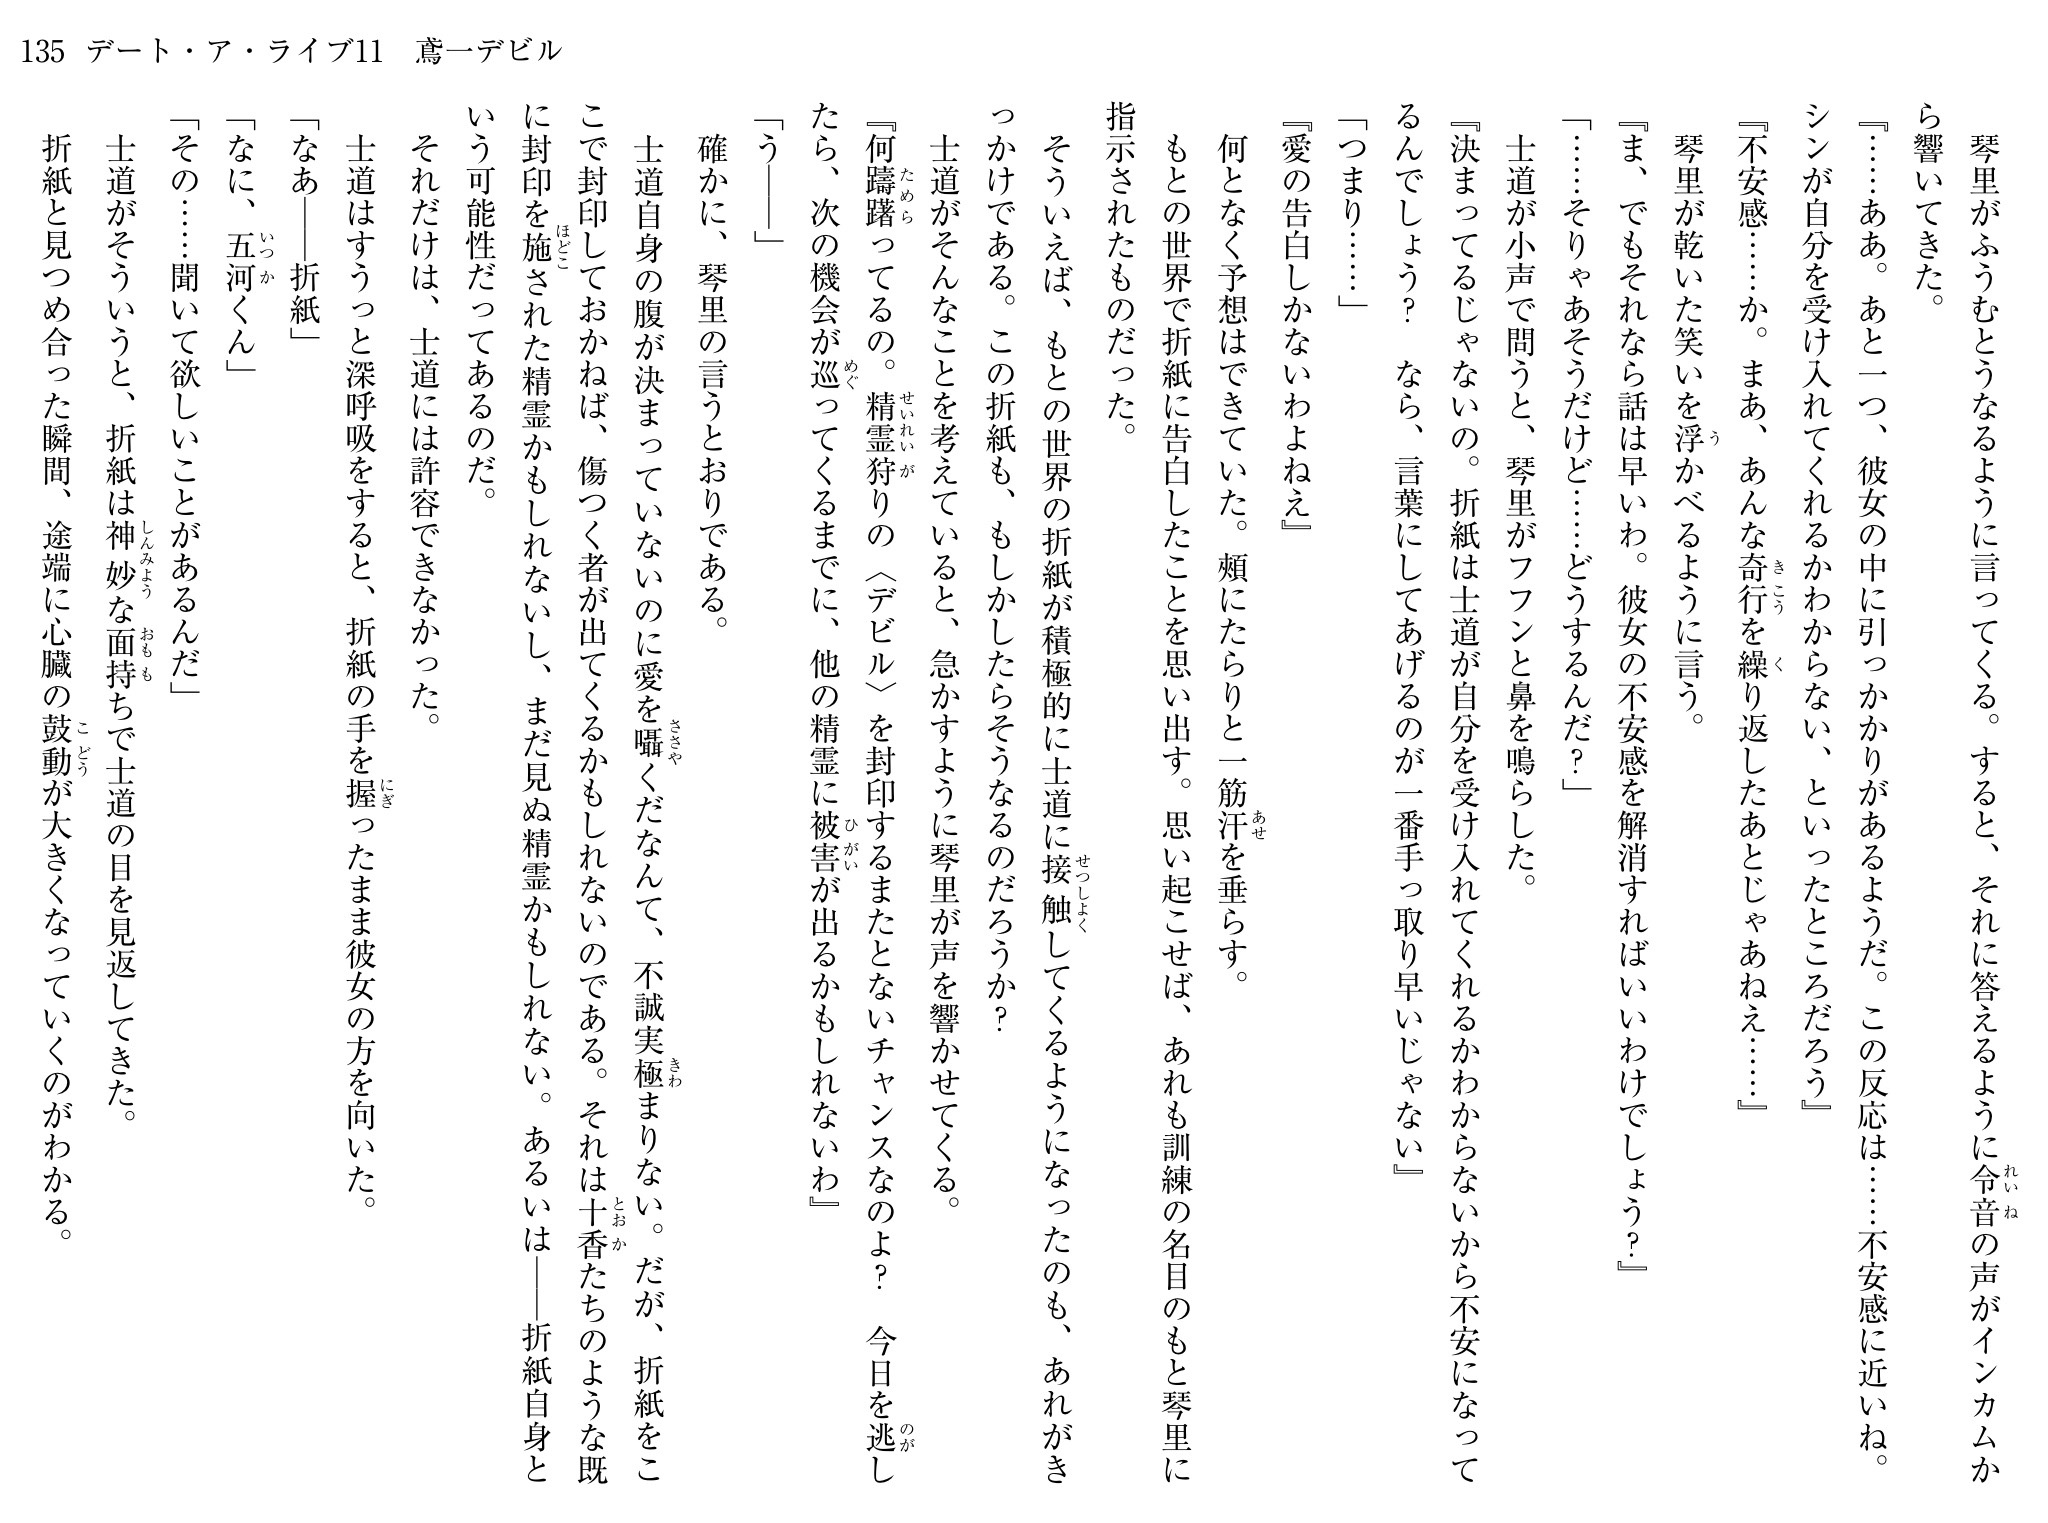 135 デート・ア・ライブ11 鳶一デビル
　琴里がふうむとうなるように言ってくる。すると、それに答えるように令音の声がインカムか
ら響いてきた。
『……ああ。あと一つ、彼女の中に引っかかりがあるようだ。この反応は……不安感に近いね。
シンが自分を受け入れてくれるかわからない、といったところだろう』
『不安感……か。まあ、あんな奇行を繰り返したあとじゃあねえ……』
　琴里が乾いた笑いを浮かべるように言う。
『ま、でもそれなら話は早いわ。彼女の不安感を解消すればいいわけでしょう?』
「……そりゃあそうだけど……どうするんだ?」
　士道が小声で問うと、琴里がフフンと鼻を鳴らした。
『決まってるじゃないの。折紙は士道が自分を受け入れてくれるかわからないから不安になって
るんでしょう?　なら、言葉にしてあげるのが一番手っ取り早いじゃない』
「つまり……」
『愛の告白しかないわよねえ』
　何となく予想はできていた。頰にたらりと一筋汗を垂らす。
　もとの世界で折紙に告白したことを思い出す。思い起こせば、あれも訓練の名目のもと琴里に
指示されたものだった。
　そういえば、もとの世界の折紙が積極的に士道に接触してくるようになったのも、あれがき
っかけである。この折紙も、もしかしたらそうなるのだろうか?
　士道がそんなことを考えていると、急かすように琴里が声を響かせてくる。
『何躊躇ってるの。精霊狩りの〈デビル〉を封印するまたとないチャンスなのよ?　今日を逃し
たら、次の機会が巡ってくるまでに、他の精霊に被害が出るかもしれないわ』
「う——」
　確かに、琴里の言うとおりである。
　士道自身の腹が決まっていないのに愛を囁くだなんて、不誠実極まりない。だが、折紙をこ
こで封印しておかねば、傷つく者が出てくるかもしれないのである。それは十香たちのような既
に封印を施された精霊かもしれないし、まだ見ぬ精霊かもしれない。あるいは——折紙自身と
いう可能性だってあるのだ。
　それだけは、士道には許容できなかった。
　士道はすうっと深呼吸をすると、折紙の手を握ったまま彼女の方を向いた。
「なあ——折紙」
「なに、五河くん」
「その……聞いて欲しいことがあるんだ」
　士道がそういうと、折紙は神妙な面持ちで士道の目を見返してきた。
　折紙と見つめ合った瞬間、途端に心臓の鼓動が大きくなっていくのがわかる。